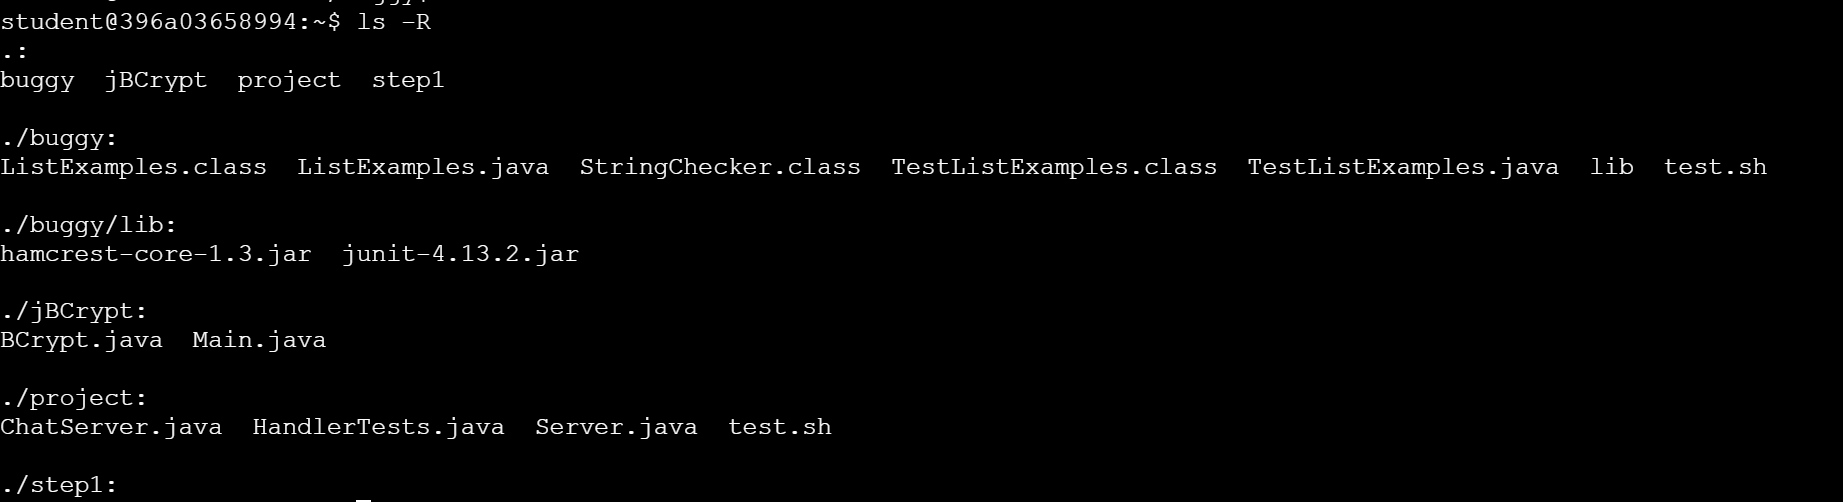 student@396a03658994:~$ ls -R
.:
buggy  jBCrypt  project  step1
./buggy:
ListExamples.class  ListExamples.java  StringChecker.class  TestListExamples.class  TestListExamples.java  lib  test.sh
./buggy/lib:
hamcrest-core-1.3.jar  junit-4.13.2.jar
./jBCrypt:
BCrypt.java  Main.java
./project:
ChatServer.java  HandlerTests.java  Server.java  test.sh
./step1: